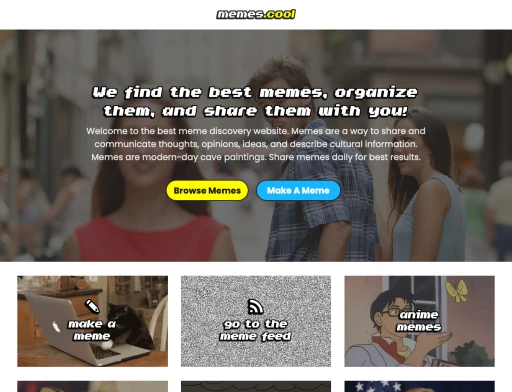 memes.cool
We find the best memes, organize
them, and share them with you!
Welcome to the best meme discovery website. Memes are a way to share and
communicate thoughts, opinions, ideas, and describe cultural information.
Memes are modern-day cave paintings. Share memes daily for best results.
Browse Memes
Make A Meme
make a
meme
go to the
meme feed
anime
memes